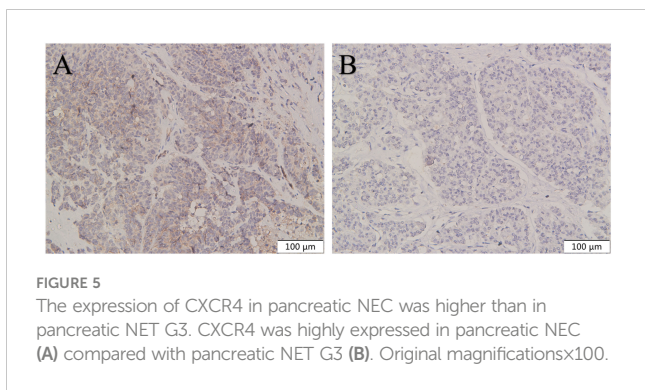 A
B
100 μm
100 μm
FIGURE 5
The expression of CXCR4 in pancreatic NEC was higher than in
pancreatic NET G3. CXCR4 was highly expressed in pancreatic NEC
(A) compared with pancreatic NET G3 (B). Original magnifications×100.